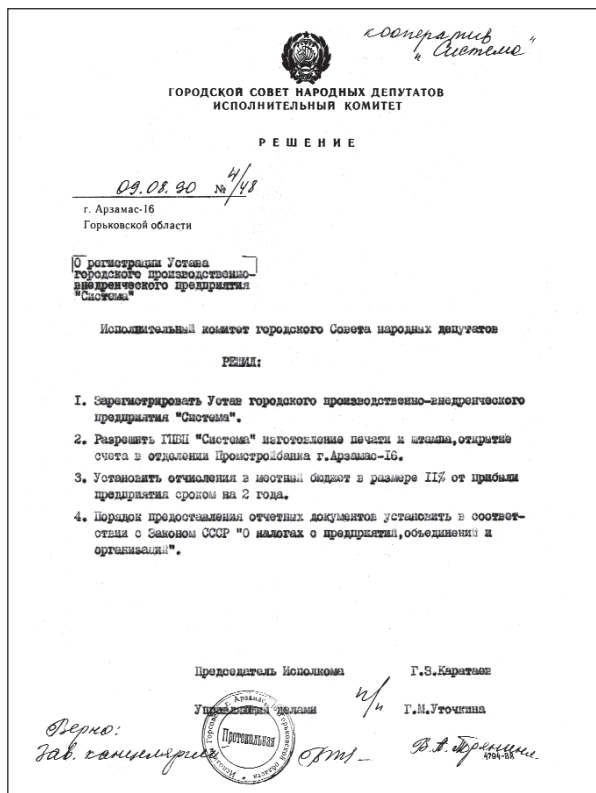 кооператив
"Система"
ГОРОДСКОЙ СОВЕТ НАРОДНЫХ ДЕПУТАТОВ
ИСПОЛНИТЕЛЬНЫЙ КОМИТЕТ
РЕШЕНИЕ
09.08.90 № 4/48
г. Арзамас-16
Горьковской области
О регистрации Устава
городского производственно-
внедренческого предприятия
"Система"
Исполнительный комитет городского Совета народных депутатов
РЕШИЛ:
1. Зарегистрировать Устав городского производственно-внедренческого
предприятия "Система".
2. Разрешить ГПВП "Система" изготовление печати и штампа,открытие
счета в отделении Промстройбанка г.Арзамас-16.
3. Установить отчисления в местный бюджет в размере 11% от прибыли
предприятия сроком на 2 года.
4. Порядок предоставления отчетных документов установить в соответ-
ствии с Законом СССР "О налогах с предприятий,объединений и
организаций".
Председатель Исполкома Г.З.Каратаев
Управляющий делами п/п Г.М.Уточкина
Протокольная
Верно:
Зав. канцелярией В.А.
4794-88